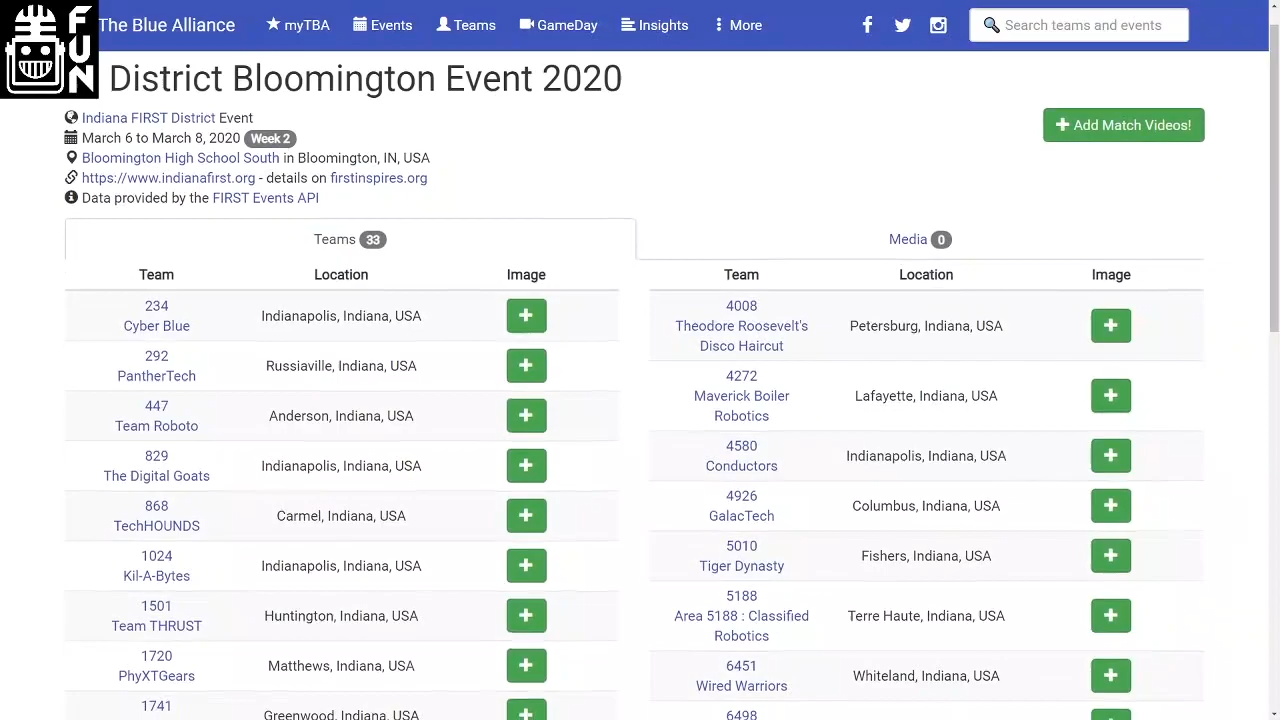 FUN
The Blue Alliance
myTBA
Events
Teams
GameDay
Insights
More
Search teams and events
District Bloomington Event 2020
Indiana FIRST District Event
March 6 to March 8, 2020 Week 2
Bloomington High School South in Bloomington, IN, USA
https://www.indianafirst.org - details on firstinspires.org
Data provided by the FIRST Events API
+ Add Match Videos!
Teams 33
Media 0
Team Location Image
234
Cyber Blue
Indianapolis, Indiana, USA
292
PantherTech
Russiaville, Indiana, USA
447
Team Roboto
Anderson, Indiana, USA
829
The Digital Goats
Indianapolis, Indiana, USA
868
TechHOUNDS
Carmel, Indiana, USA
1024
Kil-A-Bytes
Indianapolis, Indiana, USA
1501
Team THRUST
Huntington, Indiana, USA
1720
PhyXTGears
Matthews, Indiana, USA
1741
Greenwood, Indiana, USA
Team Location Image
4008
Theodore Roosevelt's
Disco Haircut
Petersburg, Indiana, USA
4272
Maverick Boiler
Robotics
Lafayette, Indiana, USA
4580
Conductors
Indianapolis, Indiana, USA
4926
GalacTech
Columbus, Indiana, USA
5010
Tiger Dynasty
Fishers, Indiana, USA
5188
Area 5188 : Classified
Robotics
Terre Haute, Indiana, USA
6451
Wired Warriors
Whiteland, Indiana, USA
6498